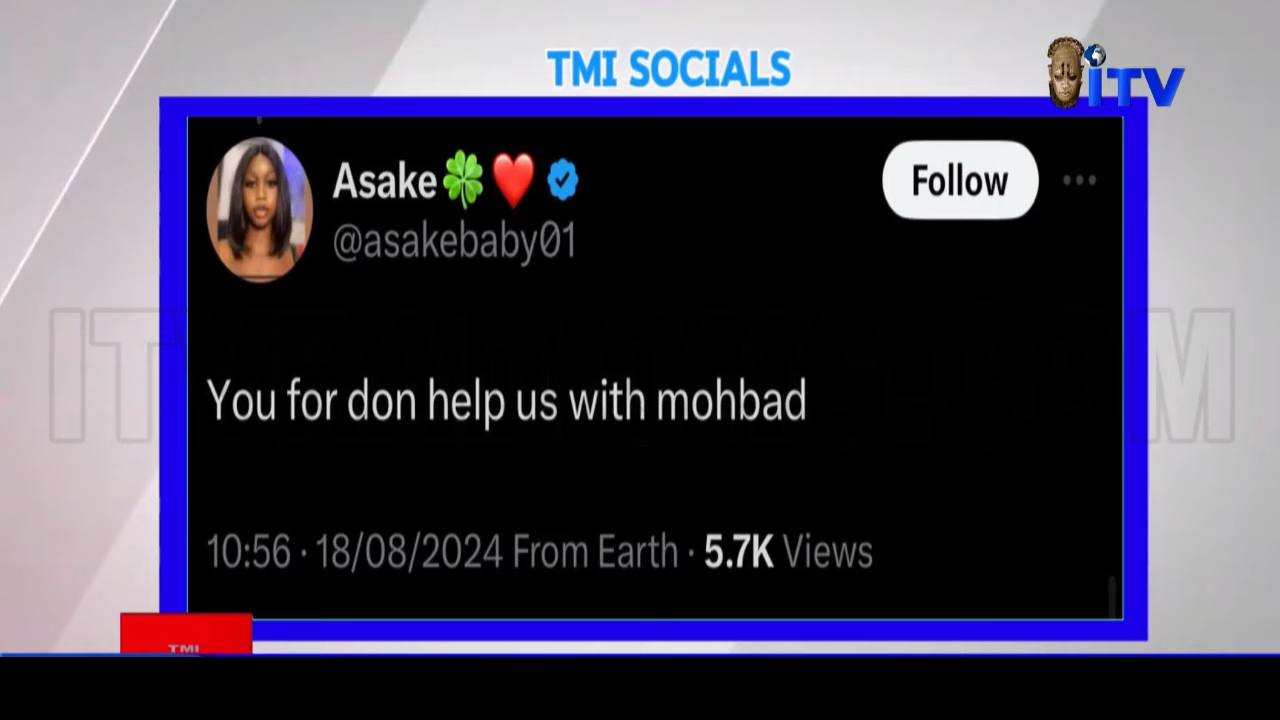 TMI SOCIALS
iTV
Asake🍀❤️
Follow
@asakebaby01
You for don help us with mohbad
10:56 · 18/08/2024 From Earth · 5.7K Views
TMI